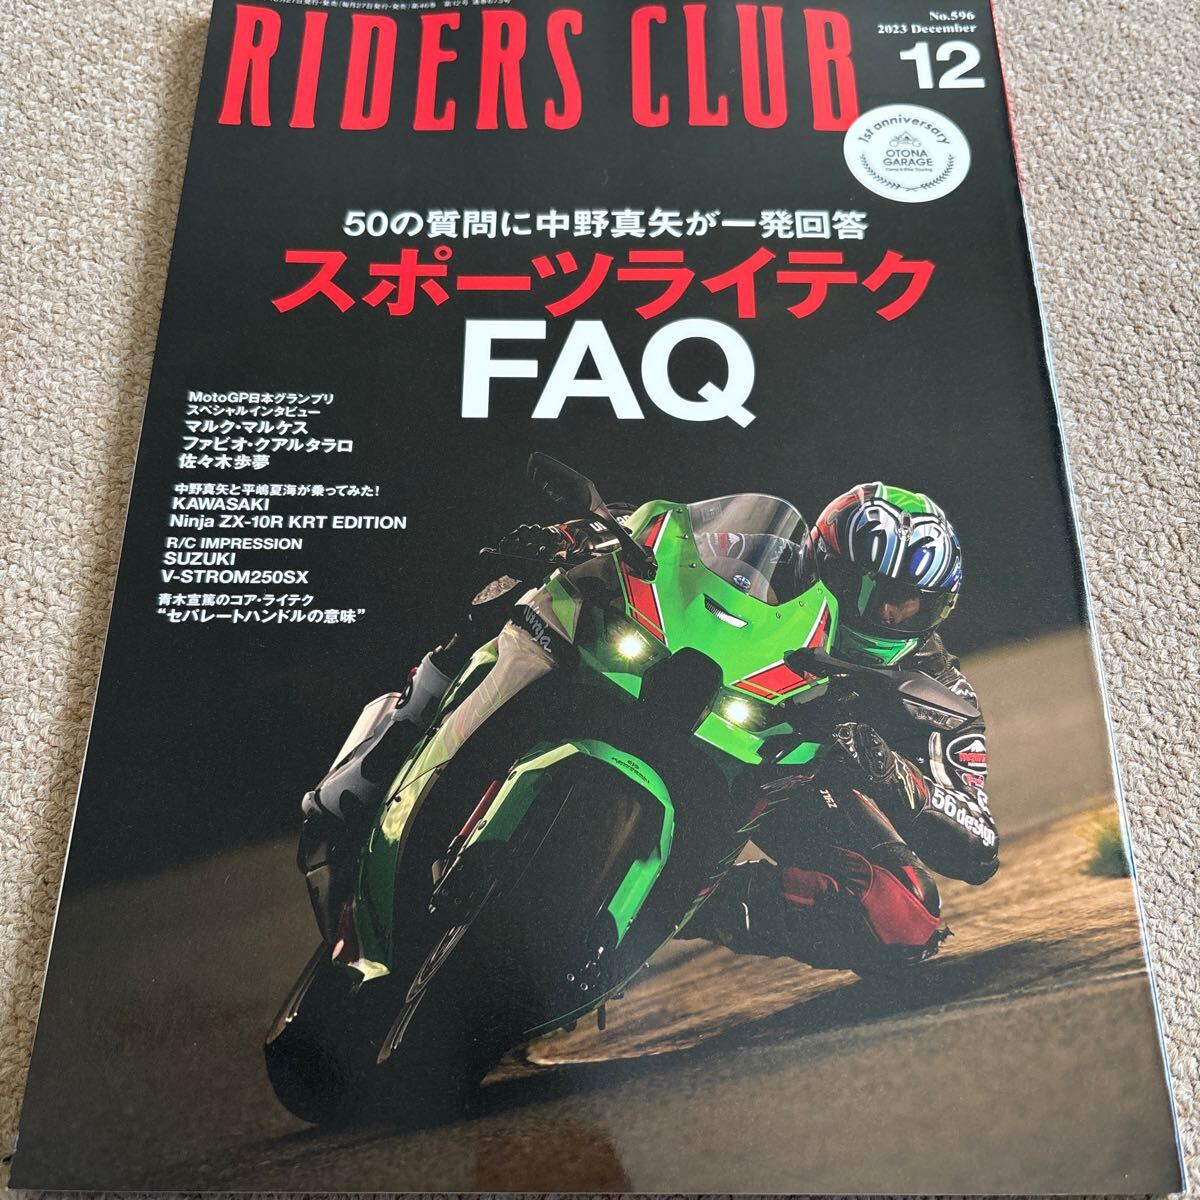 RIDERS CLUB
No.596
2023 December
12
1st anniversary
OTONA
GARAGE
Camp & Bike Touring
50の質問に中野真矢が一発回答
スポーツライテク
FAQ
MotoGP日本グランプリ
スペシャルインタビュー
マルク・マルケス
ファビオ・クアルタラロ
佐々木歩夢
中野真矢と平嶋夏海が乗ってみた!
KAWASAKI
Ninja ZX-10R KRT EDITION
R/C IMPRESSION
SUZUKI
V-STROM250SX
青木宣篤のコア・ライテク
“セパレートハンドルの意味”
Ninja
56design